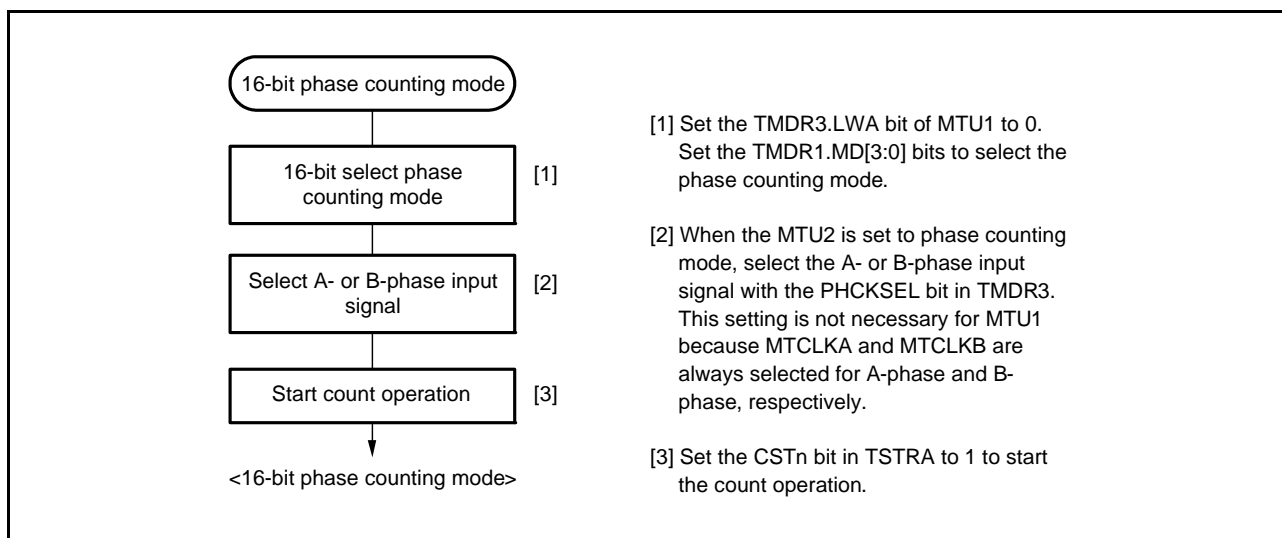 16-bit phase counting mode
16-bit select phase
counting mode
[1]
Select A- or B-phase input
signal
[2]
Start count operation
[3]
<16-bit phase counting mode>
[1] Set the TMDR3.LWA bit of MTU1 to 0.
Set the TMDR1.MD[3:0] bits to select the
phase counting mode.
[2] When the MTU2 is set to phase counting
mode, select the A- or B-phase input
signal with the PHCKSEL bit in TMDR3.
This setting is not necessary for MTU1
because MTCLKA and MTCLKB are
always selected for A-phase and B-
phase, respectively.
[3] Set the CSTn bit in TSTRA to 1 to start
the count operation.